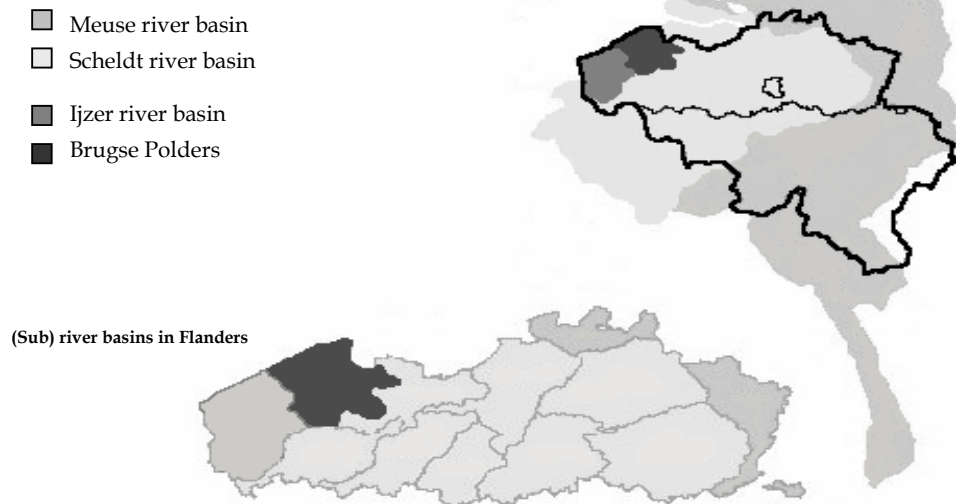 Meuse river basin
Scheldt river basin
Ijzer river basin
Brugse Polders
(Sub) river basins in Flanders